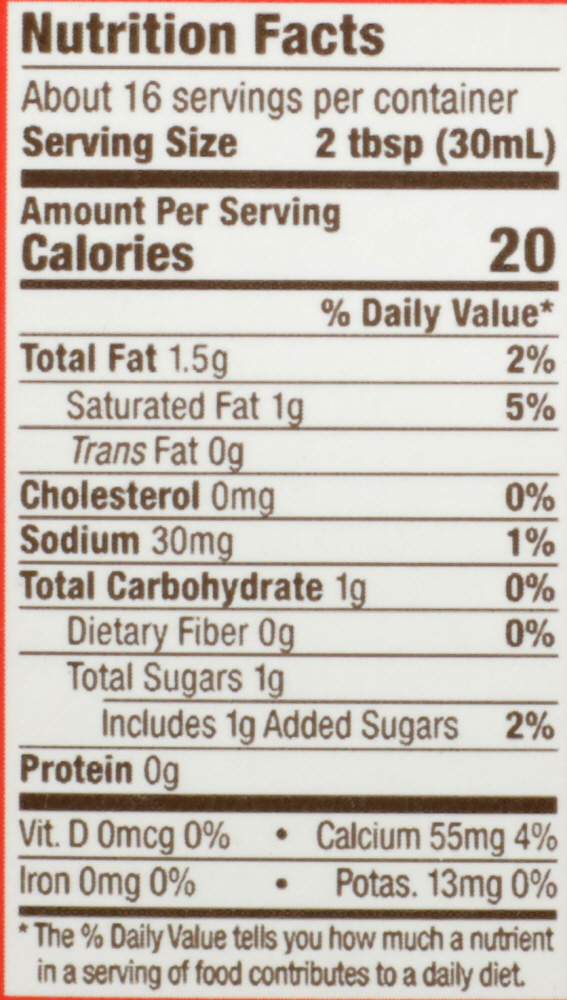 Nutrition Facts
About 16 servings per container
Serving Size 2 tbsp (30mL)
Amount Per Serving
Calories 20
% Daily Value*
Total Fat 1.5g 2%
Saturated Fat 1g 5%
Trans Fat 0g
Cholesterol 0mg 0%
Sodium 30mg 1%
Total Carbohydrate 1g 0%
Dietary Fiber 0g 0%
Total Sugars 1g
Includes 1g Added Sugars 2%
Protein 0g
Vit. D 0mcg 0% • Calcium 55mg 4%
Iron 0mg 0% • Potas. 13mg 0%
* The % Daily Value tells you how much a nutrient
in a serving of food contributes to a daily diet.